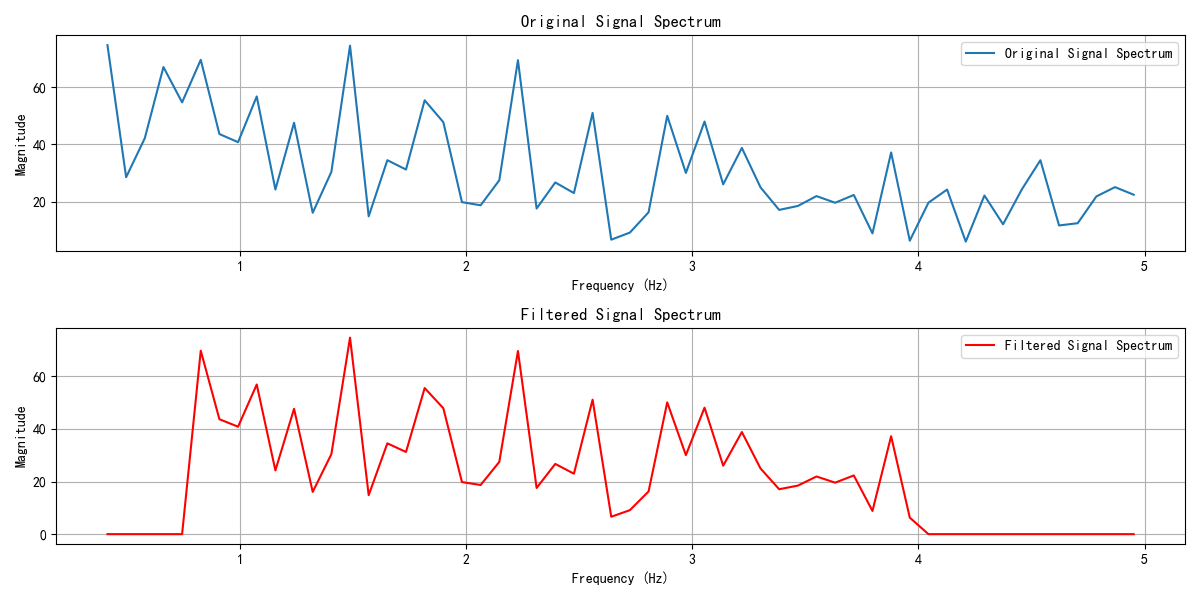 Original Signal Spectrum
Original Signal Spectrum
Magnitude
60
40
20
1 2 3 4 5
Frequency (Hz)
Filtered Signal Spectrum
Filtered Signal Spectrum
Magnitude
60
40
20
0
1 2 3 4 5
Frequency (Hz)